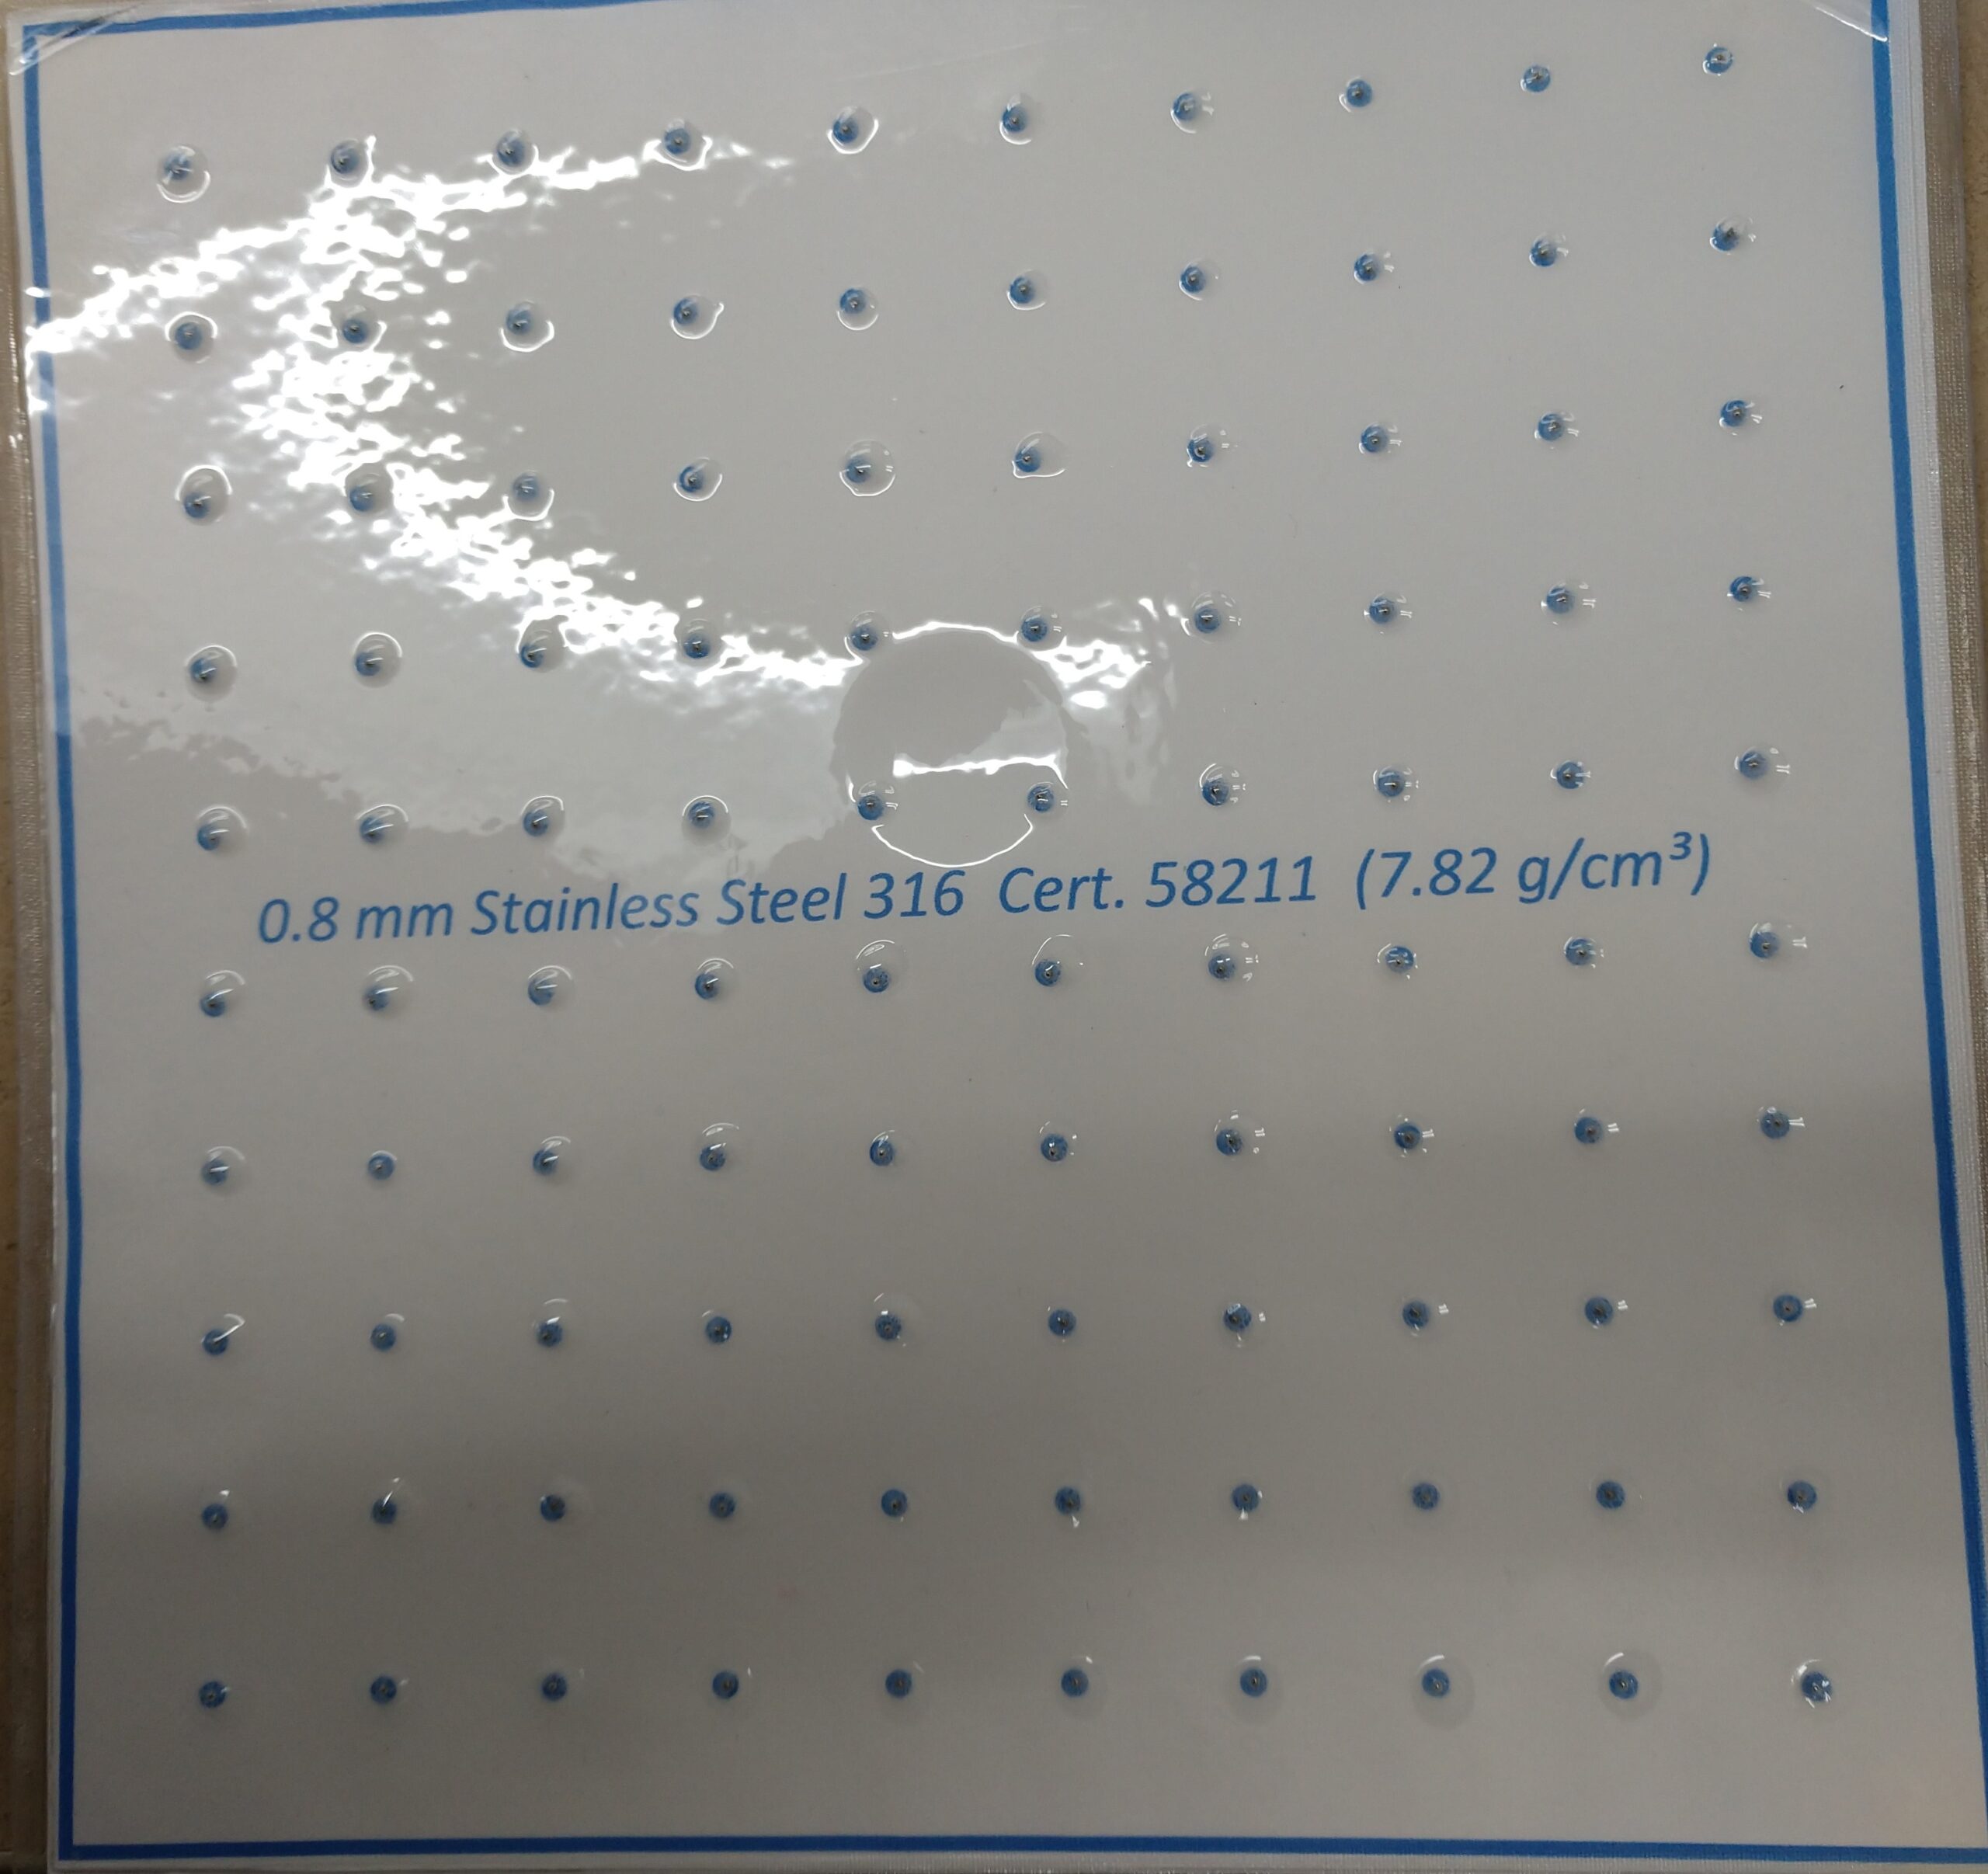 0.8 mm Stainless Steel 316 Cert. 58211 (7.82 g/cm³)